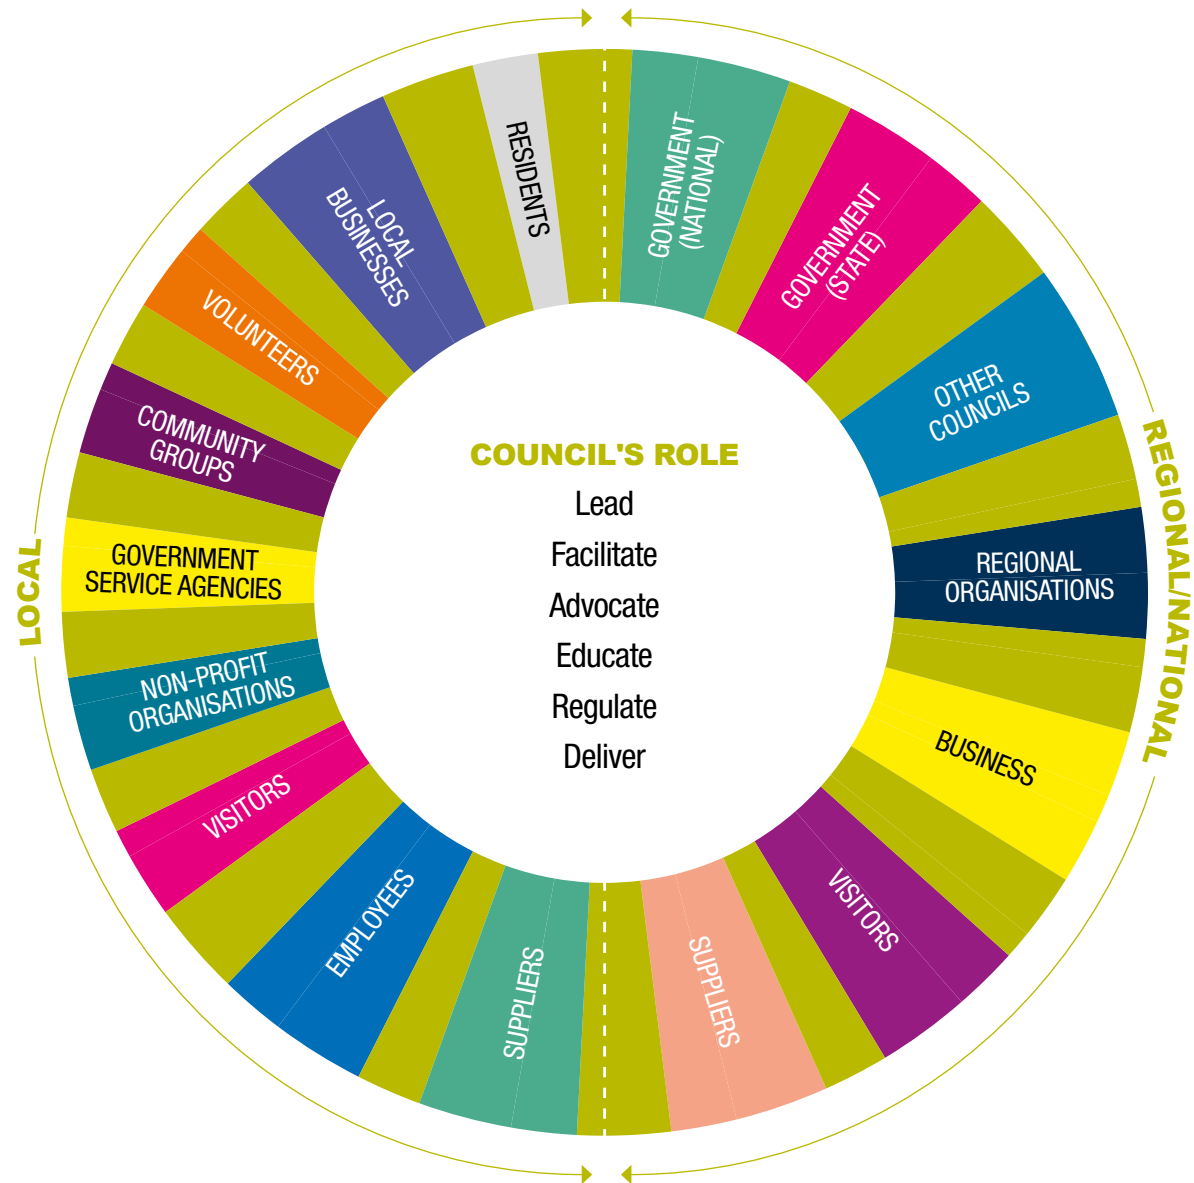 RESIDENTS
GOVERNMENT
(NATIONAL)
GOVERNMENT
(STATE)
OTHER
COUNCILS
REGIONAL
ORGANISATIONS
BUSINESS
VISITORS
SUPPLIERS
SUPPLIERS
EMPLOYEES
VISITORS
NON-PROFIT
ORGANISATIONS
GOVERNMENT
SERVICE AGENCIES
COMMUNITY
GROUPS
VOLUNTEERS
LOCAL
BUSINESSES
COUNCIL'S ROLE
Lead
Facilitate
Advocate
Educate
Regulate
Deliver
LOCAL
REGIONAL/NATIONAL